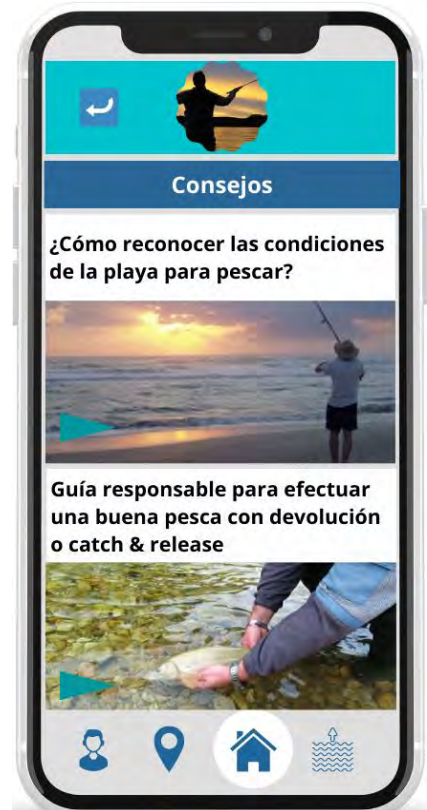 Consejos
¿Cómo reconocer las condiciones
de la playa para pescar?
Guía responsable para efectuar
una buena pesca con devolución
o catch & release